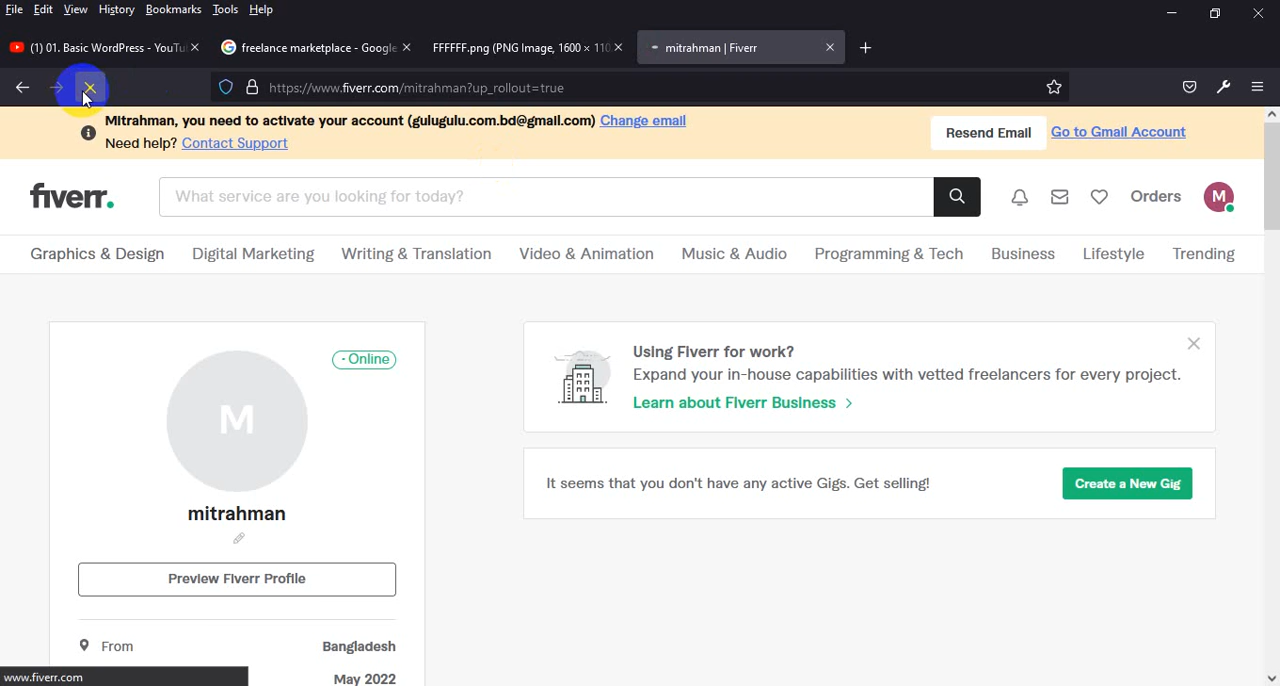 File Edit View History Bookmarks Tools Help
(1) 01. Basic WordPress - YouTu
freelance marketplace - Google
FFFFFF.png (PNG Image, 1600 × 110
mitrahman | Fiverr
https://www.fiverr.com/mitrahman?up_rollout=true
Mitrahman, you need to activate your account (gulugulu.com.bd@gmail.com) Change email
Need help? Contact Support
Resend Email
Go to Gmail Account
fiverr.
What service are you looking for today?
Orders
M
Graphics & Design Digital Marketing Writing & Translation Video & Animation Music & Audio Programming & Tech Business Lifestyle Trending
· Online
M
mitrahman
Preview Fiverr Profile
From Bangladesh
May 2022
Using Fiverr for work?
Expand your in-house capabilities with vetted freelancers for every project.
Learn about Fiverr Business >
It seems that you don't have any active Gigs. Get selling!
Create a New Gig
www.fiverr.com